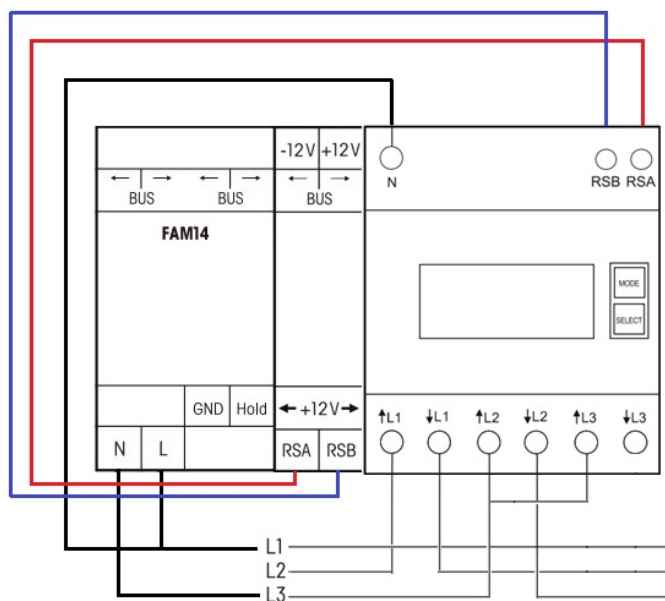 -12V +12V
N RSB RSA
← → ← → ← →
BUS BUS BUS
FAM14
MODE
SELECT
GND Hold ← +12V →
↑L1 ↓L1 ↑L2 ↓L2 ↑L3 ↓L3
N L RSA RSB
L1
L2
L3